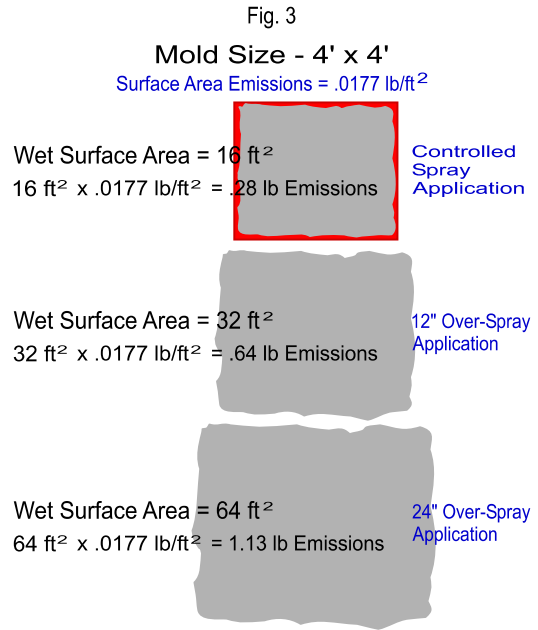 Fig. 3
Mold Size - 4' x 4'
Surface Area Emissions = .0177 lb/ft²
Wet Surface Area = 16 ft²
16 ft² x .0177 lb/ft² = .28 lb Emissions
Controlled
Spray
Application
Wet Surface Area = 32 ft²
32 ft² x .0177 lb/ft² = .64 lb Emissions
12" Over-Spray
Application
Wet Surface Area = 64 ft²
64 ft² x .0177 lb/ft² = 1.13 lb Emissions
24" Over-Spray
Application